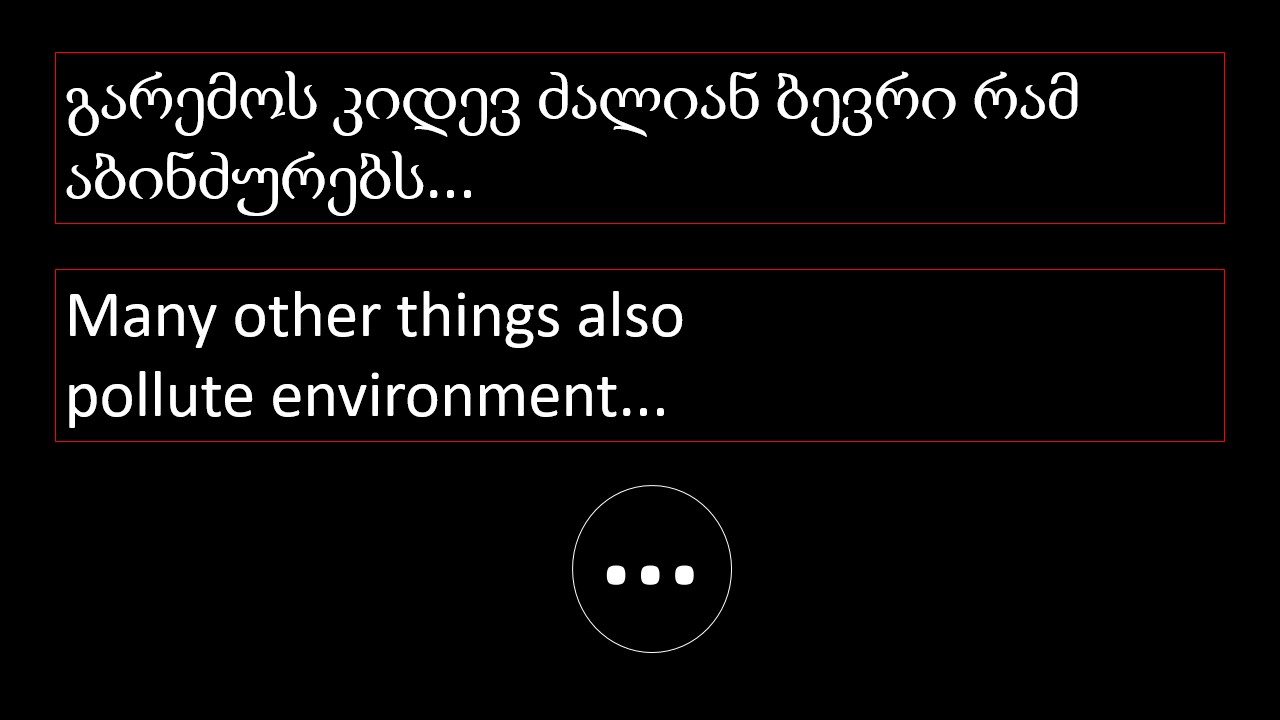 გარემოს კიდევ ძალიან ბევრი რამ
აბინძურებს...
Many other things also
pollute environment...
...